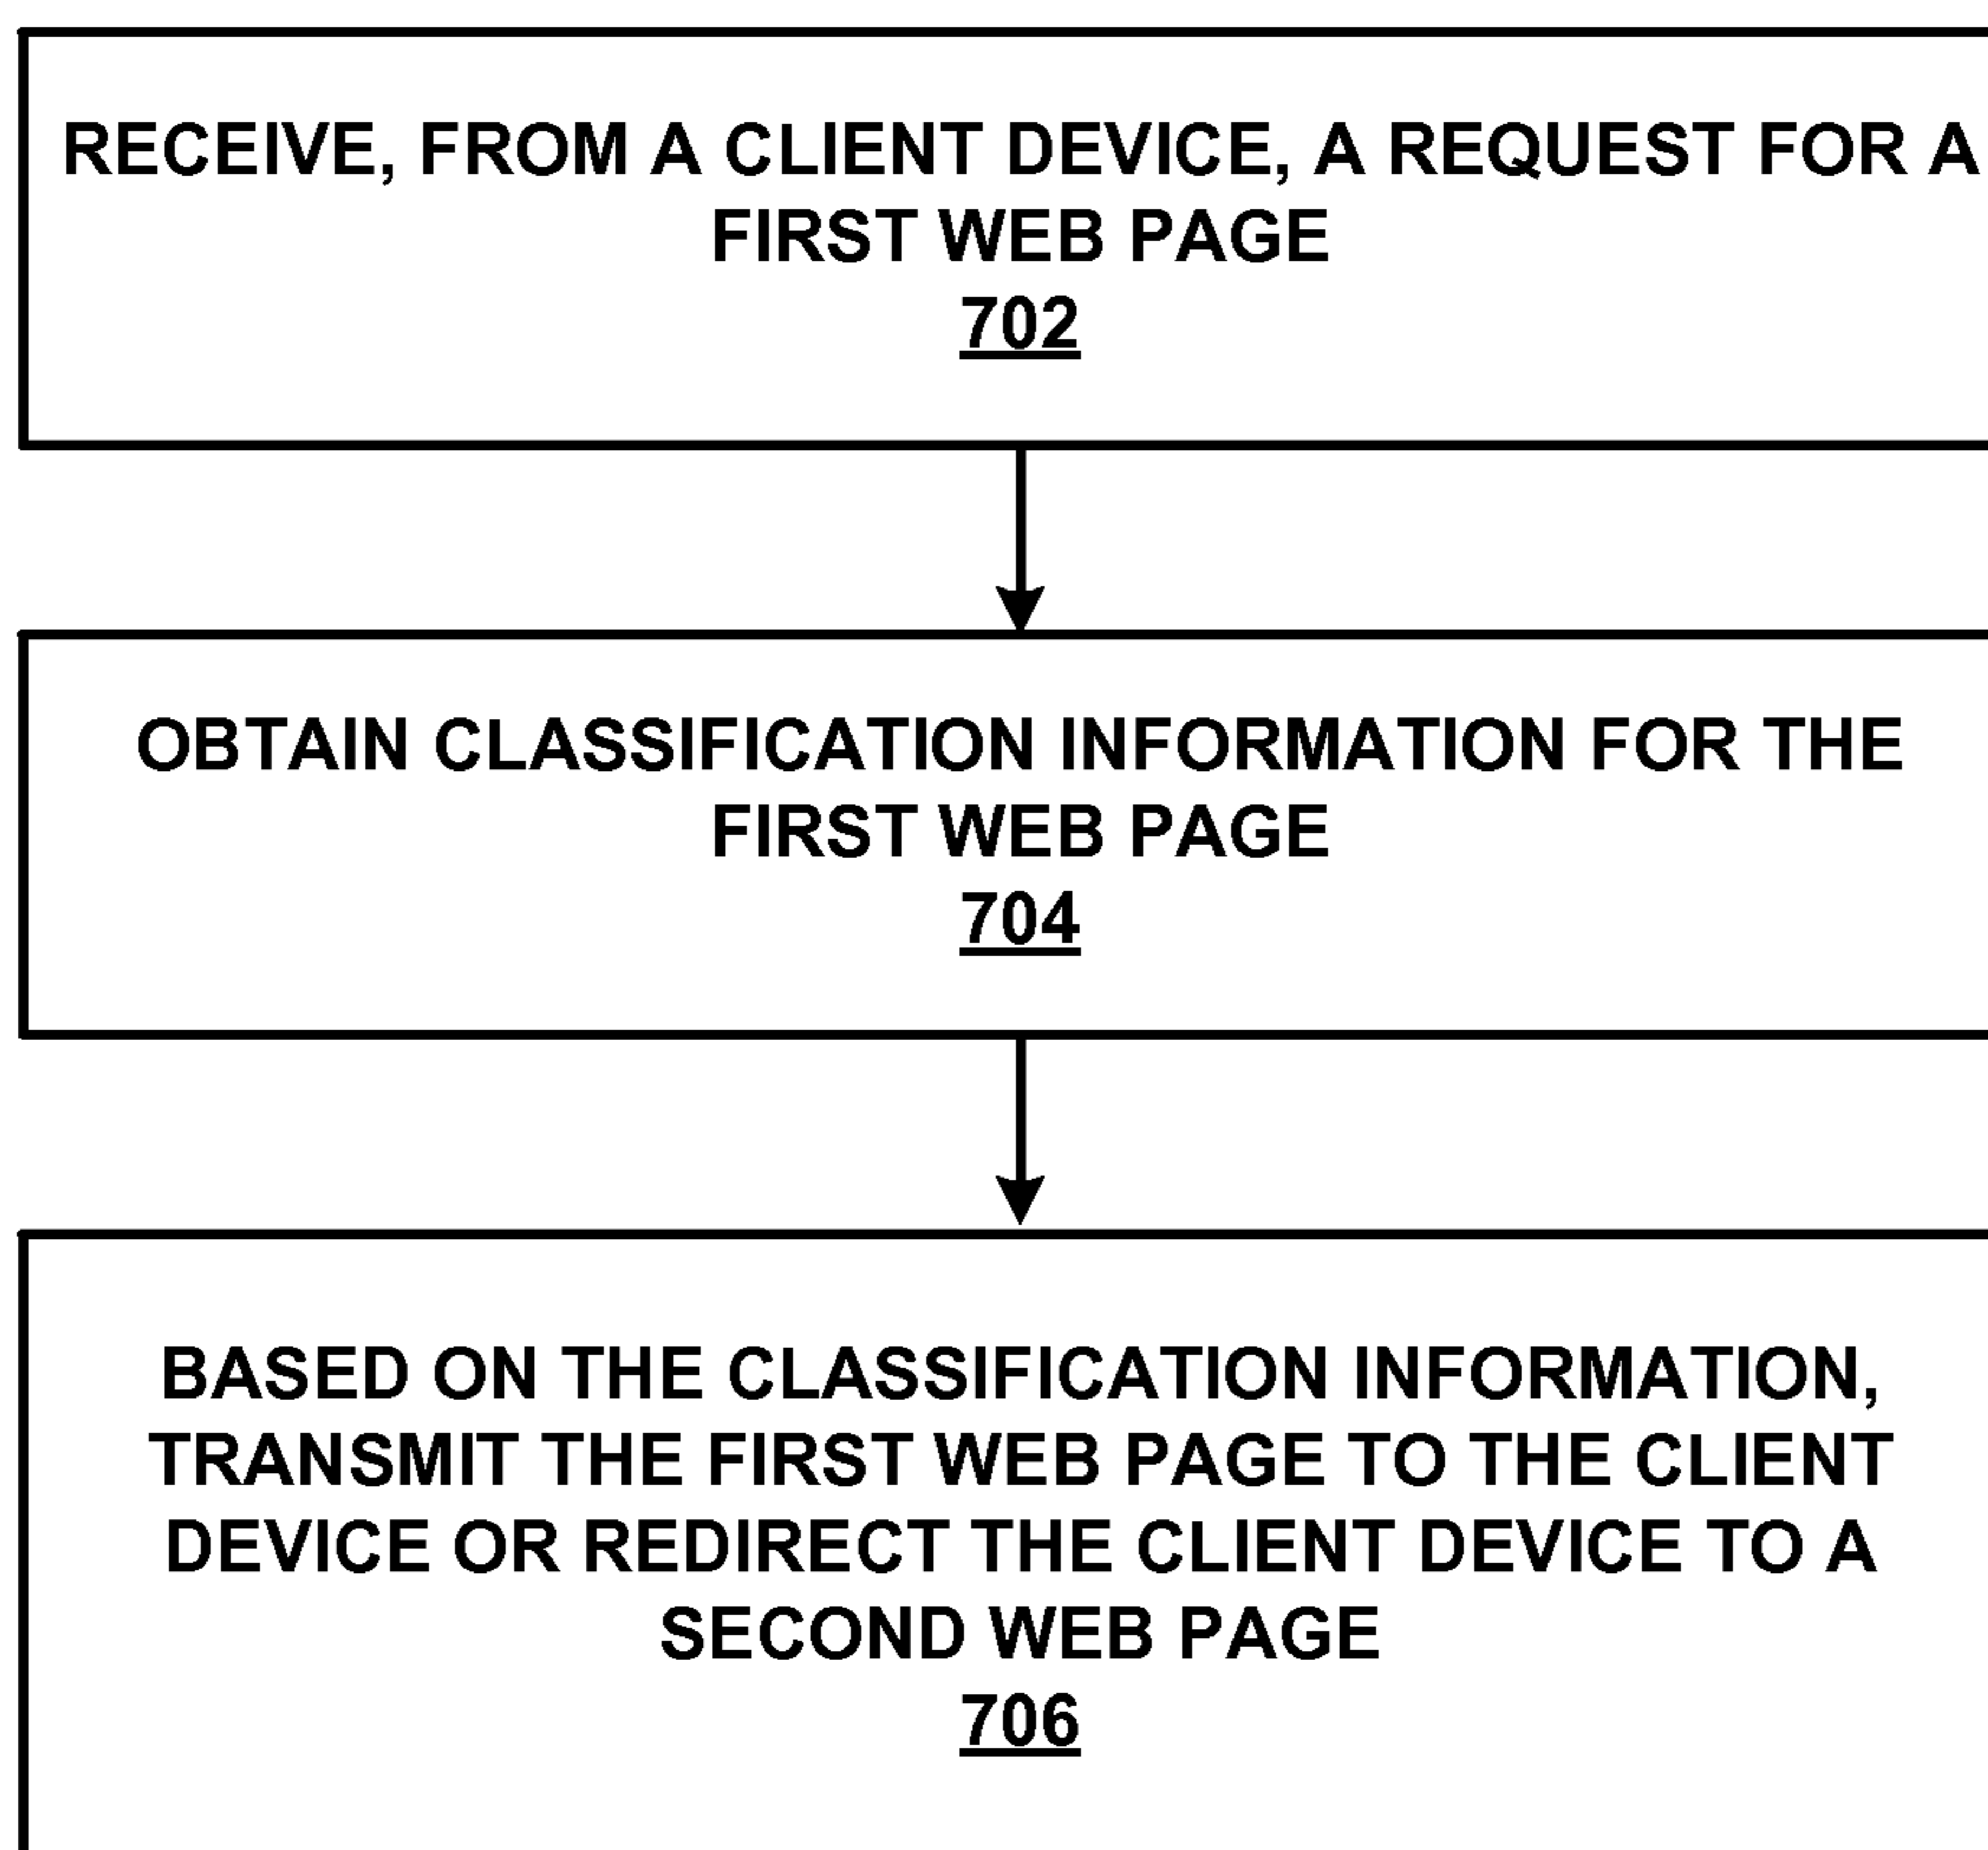 RECEIVE, FROM A CLIENT DEVICE, A REQUEST FOR A
FIRST WEB PAGE
702
OBTAIN CLASSIFICATION INFORMATION FOR THE
FIRST WEB PAGE
704
BASED ON THE CLASSIFICATION INFORMATION,
TRANSMIT THE FIRST WEB PAGE TO THE CLIENT
DEVICE OR REDIRECT THE CLIENT DEVICE TO A
SECOND WEB PAGE
706